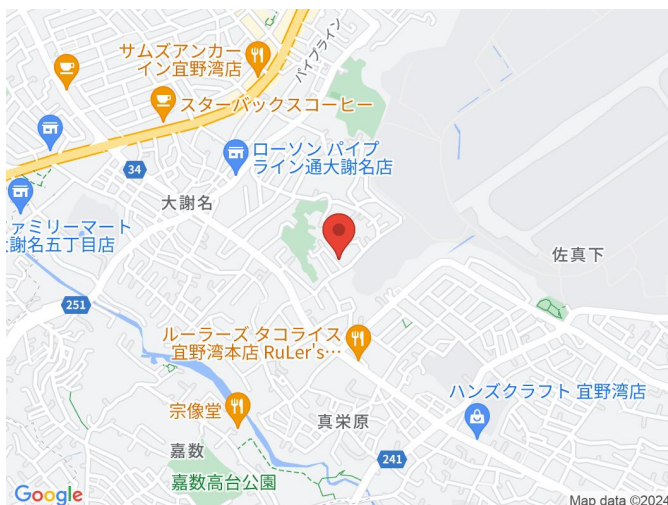 サムズアンカー
イン宜野湾店
パイプライン
スターバックスコーヒー
ローソン パイプ
ライン通大謝名店
34
大謝名
ファミリーマート
大謝名五丁目店
佐真下
251
ルーラーズ タコライス
宜野湾本店 RuLer's…
ハンズクラフト 宜野湾店
宗像堂
真栄原
嘉数
241
嘉数高台公園
Google
Map data ©2024